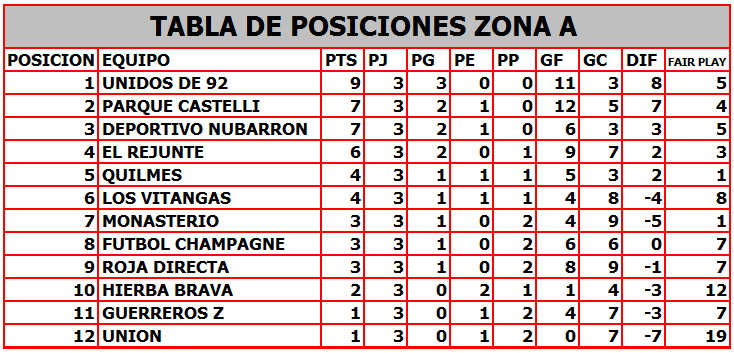 TABLA DE POSICIONES ZONA A
POSICION EQUIPO PTS PJ PG PE PP GF GC DIF FAIR PLAY
1 UNIDOS DE 92 9 3 3 0 0 11 3 8 5
2 PARQUE CASTELLI 7 3 2 1 0 12 5 7 4
3 DEPORTIVO NUBARRON 7 3 2 1 0 6 3 3 5
4 EL REJUNTE 6 3 2 0 1 9 7 2 3
5 QUILMES 4 3 1 1 1 5 3 2 1
6 LOS VITANGAS 4 3 1 1 1 4 8 -4 8
7 MONASTERIO 3 3 1 0 2 4 9 -5 1
8 FUTBOL CHAMPAGNE 3 3 1 0 2 6 6 0 7
9 ROJA DIRECTA 3 3 1 0 2 8 9 -1 7
10 HIERBA BRAVA 2 3 0 2 1 1 4 -3 12
11 GUERREROS Z 1 3 0 1 2 4 7 -3 7
12 UNION 1 3 0 1 2 0 7 -7 19